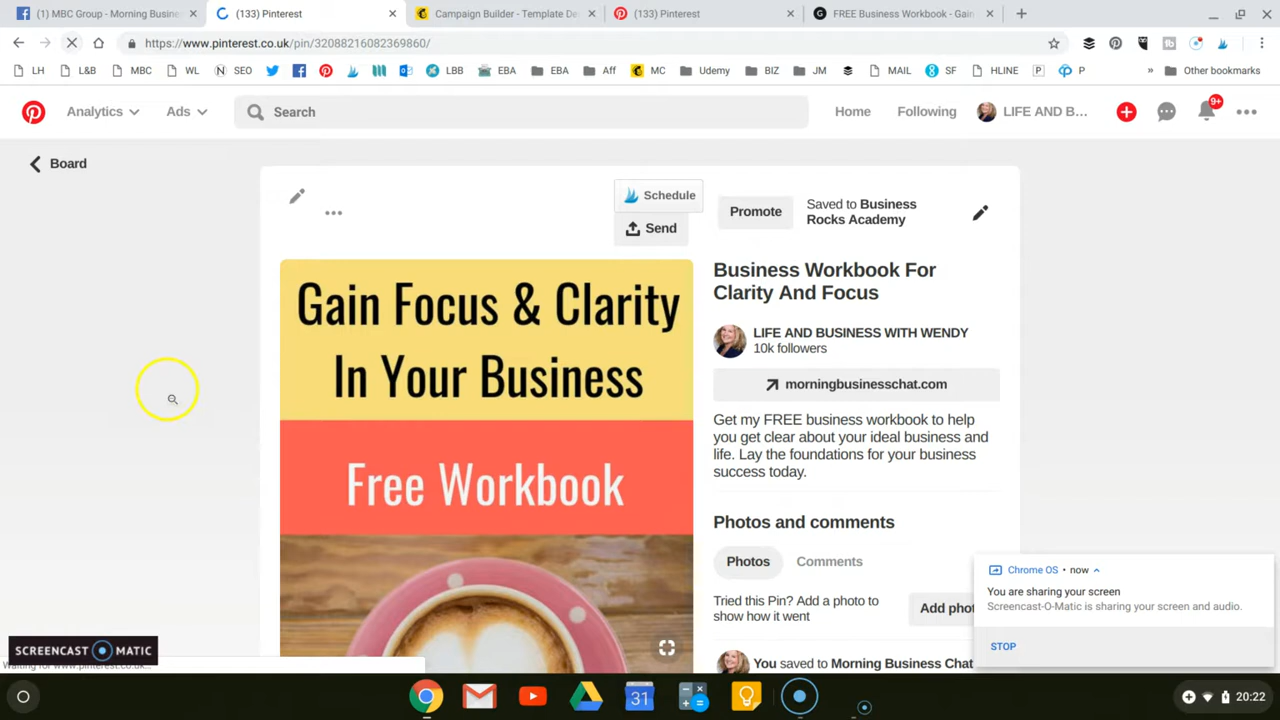 (1) MBC Group - Morning Busine
(133) Pinterest
Campaign Builder - Template De
(133) Pinterest
FREE Business Workbook - Gain
https://www.pinterest.co.uk/pin/32088216082369860/
LH
L&B
MBC
WL
SEO
LBB
EBA
EBA
Aff
MC
Udemy
BIZ
JM
MAIL
SF
HLINE
P
»
Other bookmarks
Analytics
Ads
Search
Home
Following
LIFE AND B...
9+
Board
Schedule
Send
Promote
Saved to Business
Rocks Academy
Gain Focus & Clarity
In Your Business
Free Workbook
Business Workbook For
Clarity And Focus
LIFE AND BUSINESS WITH WENDY
10k followers
morningbusinesschat.com
Get my FREE business workbook to help
you get clear about your ideal business and
life. Lay the foundations for your business
success today.
Photos and comments
Photos
Comments
Tried this Pin? Add a photo to
show how it went
Add phot
You saved to Morning Business Chat
Chrome OS • now
You are sharing your screen
Screencast-O-Matic is sharing your screen and audio.
STOP
SCREENCAST MATIC
Waiting for www.pinterest.co.uk...
31
20:22